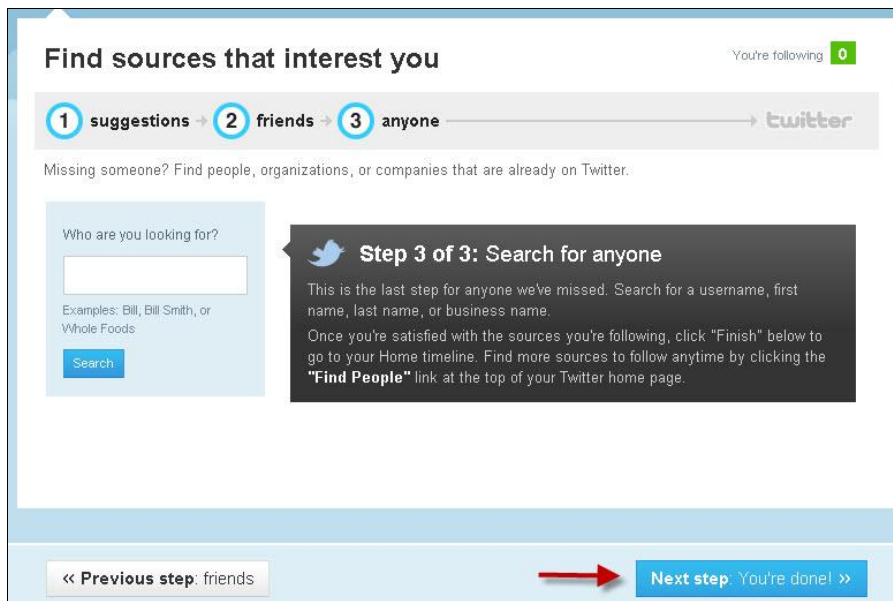 Find sources that interest you
You're following 0
1 suggestions → 2 friends → 3 anyone → twitter
Missing someone? Find people, organizations, or companies that are already on Twitter.
Who are you looking for?
Examples: Bill, Bill Smith, or
Whole Foods
Search
Step 3 of 3: Search for anyone
This is the last step for anyone we've missed. Search for a username, first
name, last name, or business name.
Once you're satisfied with the sources you're following, click "Finish" below to
go to your Home timeline. Find more sources to follow anytime by clicking the
"Find People" link at the top of your Twitter home page.
« Previous step: friends
Next step: You're done! »